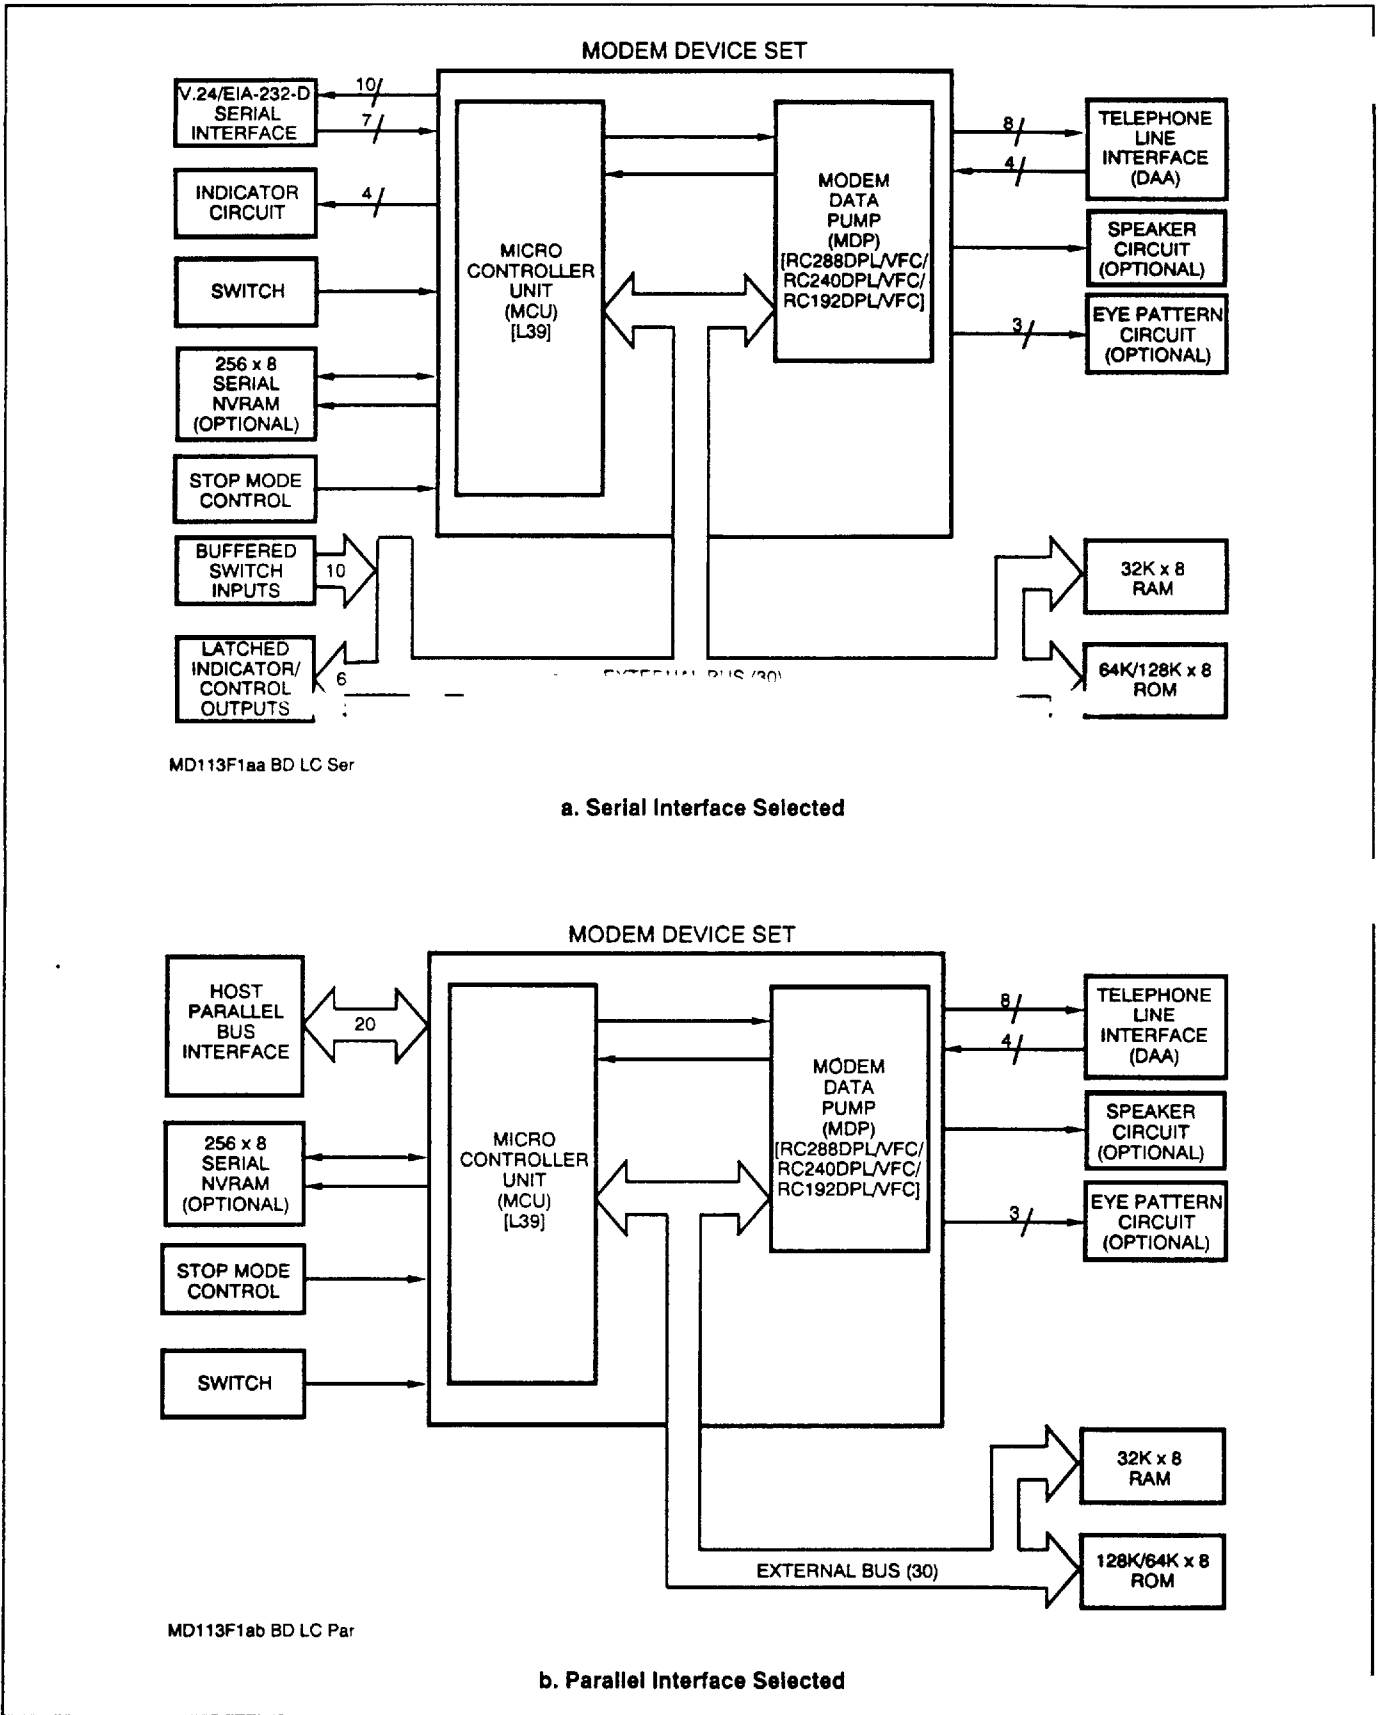 MODEM DEVICE SET
V.24/EIA-232-D
SERIAL
INTERFACE
10
7
INDICATOR
CIRCUIT
4
SWITCH
256 x 8
SERIAL
NVRAM
(OPTIONAL)
STOP MODE
CONTROL
BUFFERED
SWITCH
INPUTS
10
LATCHED
INDICATOR/
CONTROL
OUTPUTS
6
MICRO
CONTROLLER
UNIT
(MCU)
[L39]
MODEM
DATA
PUMP
(MDP)
[RC288DPL/VFC/
RC240DPL/VFC/
RC192DPL/VFC]
8
4
TELEPHONE
LINE
INTERFACE
(DAA)
SPEAKER
CIRCUIT
(OPTIONAL)
3
EYE PATTERN
CIRCUIT
(OPTIONAL)
32K x 8
RAM
64K/128K x 8
ROM
EXTERNAL BUS (30)
MD113F1aa BD LC Ser
a. Serial Interface Selected
MODEM DEVICE SET
HOST
PARALLEL
BUS
INTERFACE
20
256 x 8
SERIAL
NVRAM
(OPTIONAL)
STOP MODE
CONTROL
SWITCH
MICRO
CONTROLLER
UNIT
(MCU)
[L39]
MODEM
DATA
PUMP
(MDP)
[RC288DPL/VFC/
RC240DPL/VFC/
RC192DPL/VFC]
8
4
TELEPHONE
LINE
INTERFACE
(DAA)
SPEAKER
CIRCUIT
(OPTIONAL)
3
EYE PATTERN
CIRCUIT
(OPTIONAL)
32K x 8
RAM
128K/64K x 8
ROM
EXTERNAL BUS (30)
MD113F1ab BD LC Par
b. Parallel Interface Selected